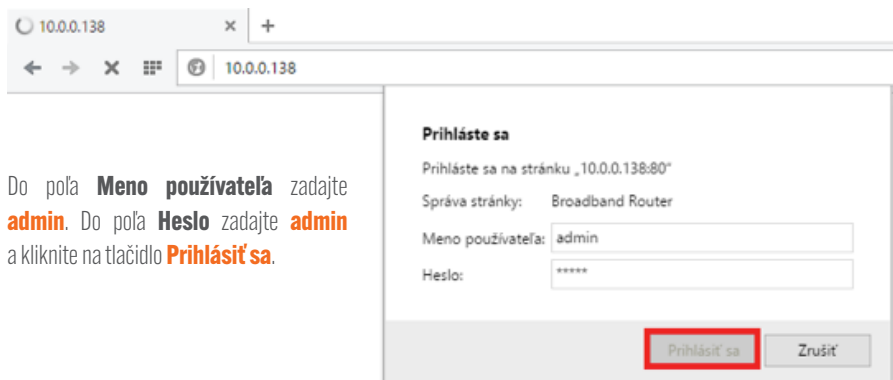 10.0.0.138
10.0.0.138
Do poľa Meno používateľa zadajte
admin. Do poľa Heslo zadajte admin
a kliknite na tlačidlo Prihlásiť sa.
Prihláste sa
Prihláste sa na stránku „10.0.0.138:80“
Správa stránky: Broadband Router
Meno používateľa: admin
Heslo: *****
Prihlásiť sa Zrušiť